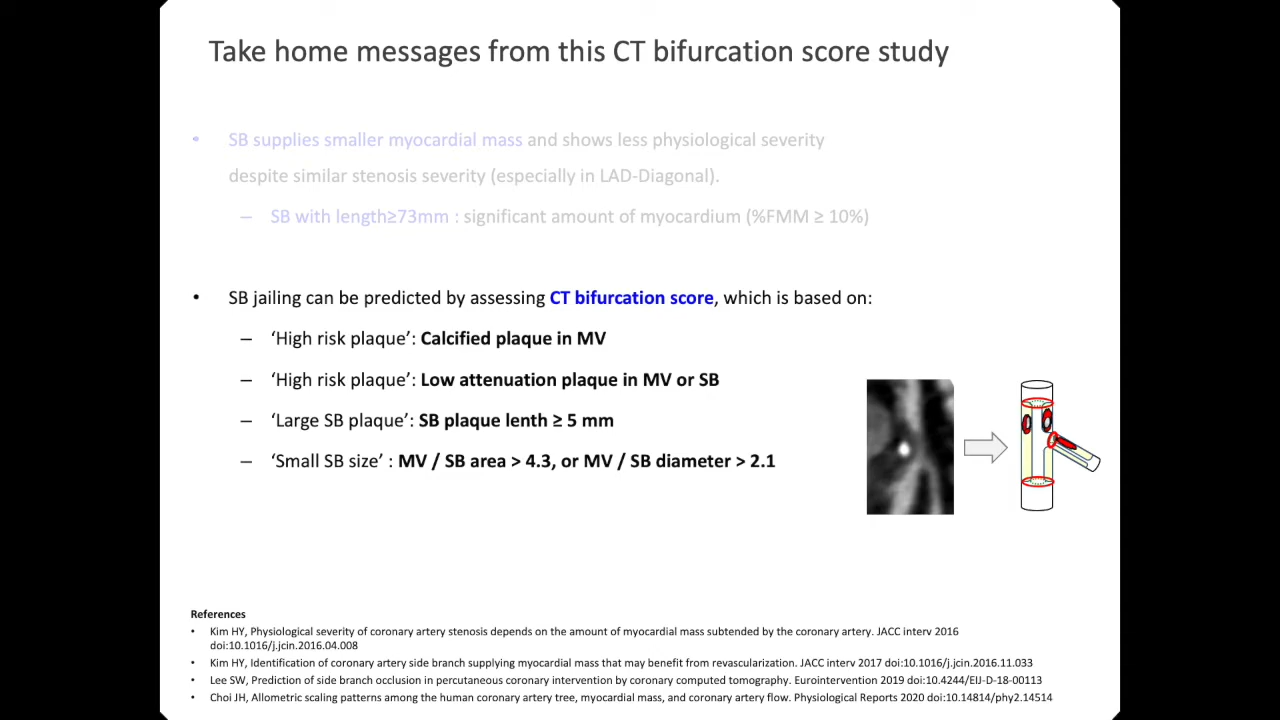 Take home messages from this CT bifurcation score study
• SB supplies smaller myocardial mass and shows less physiological severity
despite similar stenosis severity (especially in LAD-Diagonal).
– SB with length≥73mm : significant amount of myocardium (%FMM ≥ 10%)
• SB jailing can be predicted by assessing CT bifurcation score, which is based on:
– ‘High risk plaque’: Calcified plaque in MV
– ‘High risk plaque’: Low attenuation plaque in MV or SB
– ‘Large SB plaque’: SB plaque lenth ≥ 5 mm
– ‘Small SB size’ : MV / SB area > 4.3, or MV / SB diameter > 2.1
References
• Kim HY, Physiological severity of coronary artery stenosis depends on the amount of myocardial mass subtended by the coronary artery. JACC interv 2016
doi:10.1016/j.jcin.2016.04.008
• Kim HY, Identification of coronary artery side branch supplying myocardial mass that may benefit from revascularization. JACC interv 2017 doi:10.1016/j.jcin.2016.11.033
• Lee SW, Prediction of side branch occlusion in percutaneous coronary intervention by coronary computed tomography. Eurointervention 2019 doi:10.4244/EIJ-D-18-00113
• Choi JH, Allometric scaling patterns among the human coronary artery tree, myocardial mass, and coronary artery flow. Physiological Reports 2020 doi:10.14814/phy2.14514